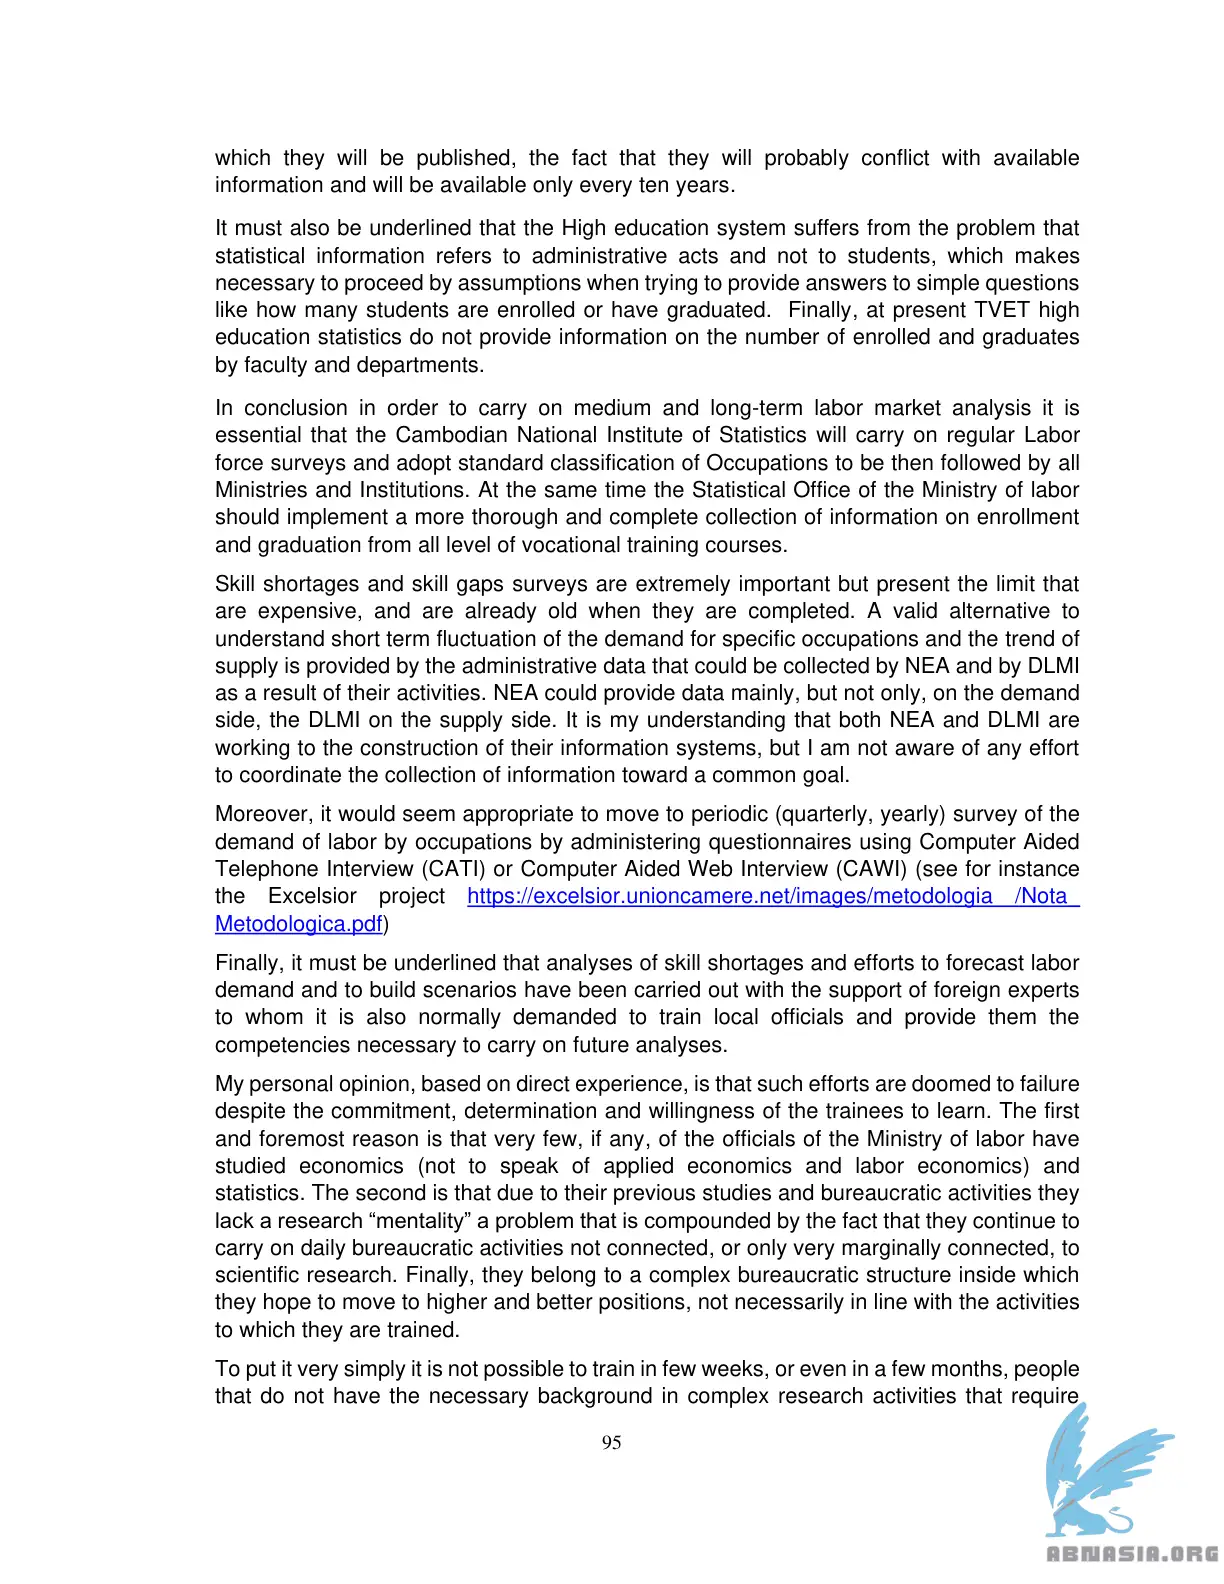 which they will be published, the fact that they will probably conflict with available
information and will be available only every ten years.
It must also be underlined that the High education system suffers from the problem that
statistical information refers to administrative acts and not to students, which makes
necessary to proceed by assumptions when trying to provide answers to simple questions
like how many students are enrolled or have graduated.  Finally, at present TVET high
education statistics do not provide information on the number of enrolled and graduates
by faculty and departments.
In conclusion in order to carry on medium and long-term labor market analysis it is
essential that the Cambodian National Institute of Statistics will carry on regular Labor
force surveys and adopt standard classification of Occupations to be then followed by all
Ministries and Institutions. At the same time the Statistical Office of the Ministry of labor
should implement a more thorough and complete collection of information on enrollment
and graduation from all level of vocational training courses.
Skill shortages and skill gaps surveys are extremely important but present the limit that
are expensive, and are already old when they are completed. A valid alternative to
understand short term fluctuation of the demand for specific occupations and the trend of
supply is provided by the administrative data that could be collected by NEA and by DLMI
as a result of their activities. NEA could provide data mainly, but not only, on the demand
side, the DLMI on the supply side. It is my understanding that both NEA and DLMI are
working to the construction of their information systems, but I am not aware of any effort
to coordinate the collection of information toward a common goal.
Moreover, it would seem appropriate to move to periodic (quarterly, yearly) survey of the
demand of labor by occupations by administering questionnaires using Computer Aided
Telephone Interview (CATI) or Computer Aided Web Interview (CAWI) (see for instance
the Excelsior project https://excelsior.unioncamere.net/images/metodologia /Nota_
Metodologica.pdf)
Finally, it must be underlined that analyses of skill shortages and efforts to forecast labor
demand and to build scenarios have been carried out with the support of foreign experts
to whom it is also normally demanded to train local officials and provide them the
competencies necessary to carry on future analyses.
My personal opinion, based on direct experience, is that such efforts are doomed to failure
despite the commitment, determination and willingness of the trainees to learn. The first
and foremost reason is that very few, if any, of the officials of the Ministry of labor have
studied economics (not to speak of applied economics and labor economics) and
statistics. The second is that due to their previous studies and bureaucratic activities they
lack a research “mentality” a problem that is compounded by the fact that they continue to
carry on daily bureaucratic activities not connected, or only very marginally connected, to
scientific research. Finally, they belong to a complex bureaucratic structure inside which
they hope to move to higher and better positions, not necessarily in line with the activities
to which they are trained.
To put it very simply it is not possible to train in few weeks, or even in a few months, people
that do not have the necessary background in complex research activities that require
95
ABNASIA.ORG